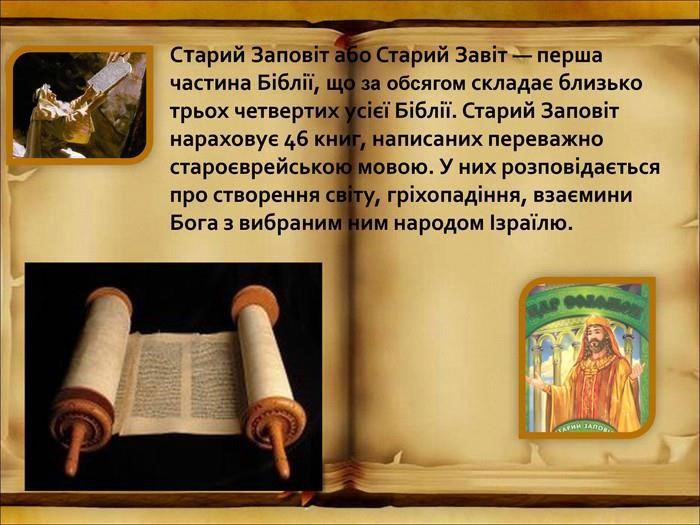 Старий Заповіт або Старий Завіт — перша
частина Біблії, що за обсягом складає близько
трьох четвертих усієї Біблії. Старий Заповіт
нараховує 46 книг, написаних переважно
староєврейською мовою. У них розповідається
про створення світу, гріхопадіння, взаємини
Бога з вибраним ним народом Ізраїлю.
ЦАР СОЛОМОН
СТАРИЙ ЗАПОВІ